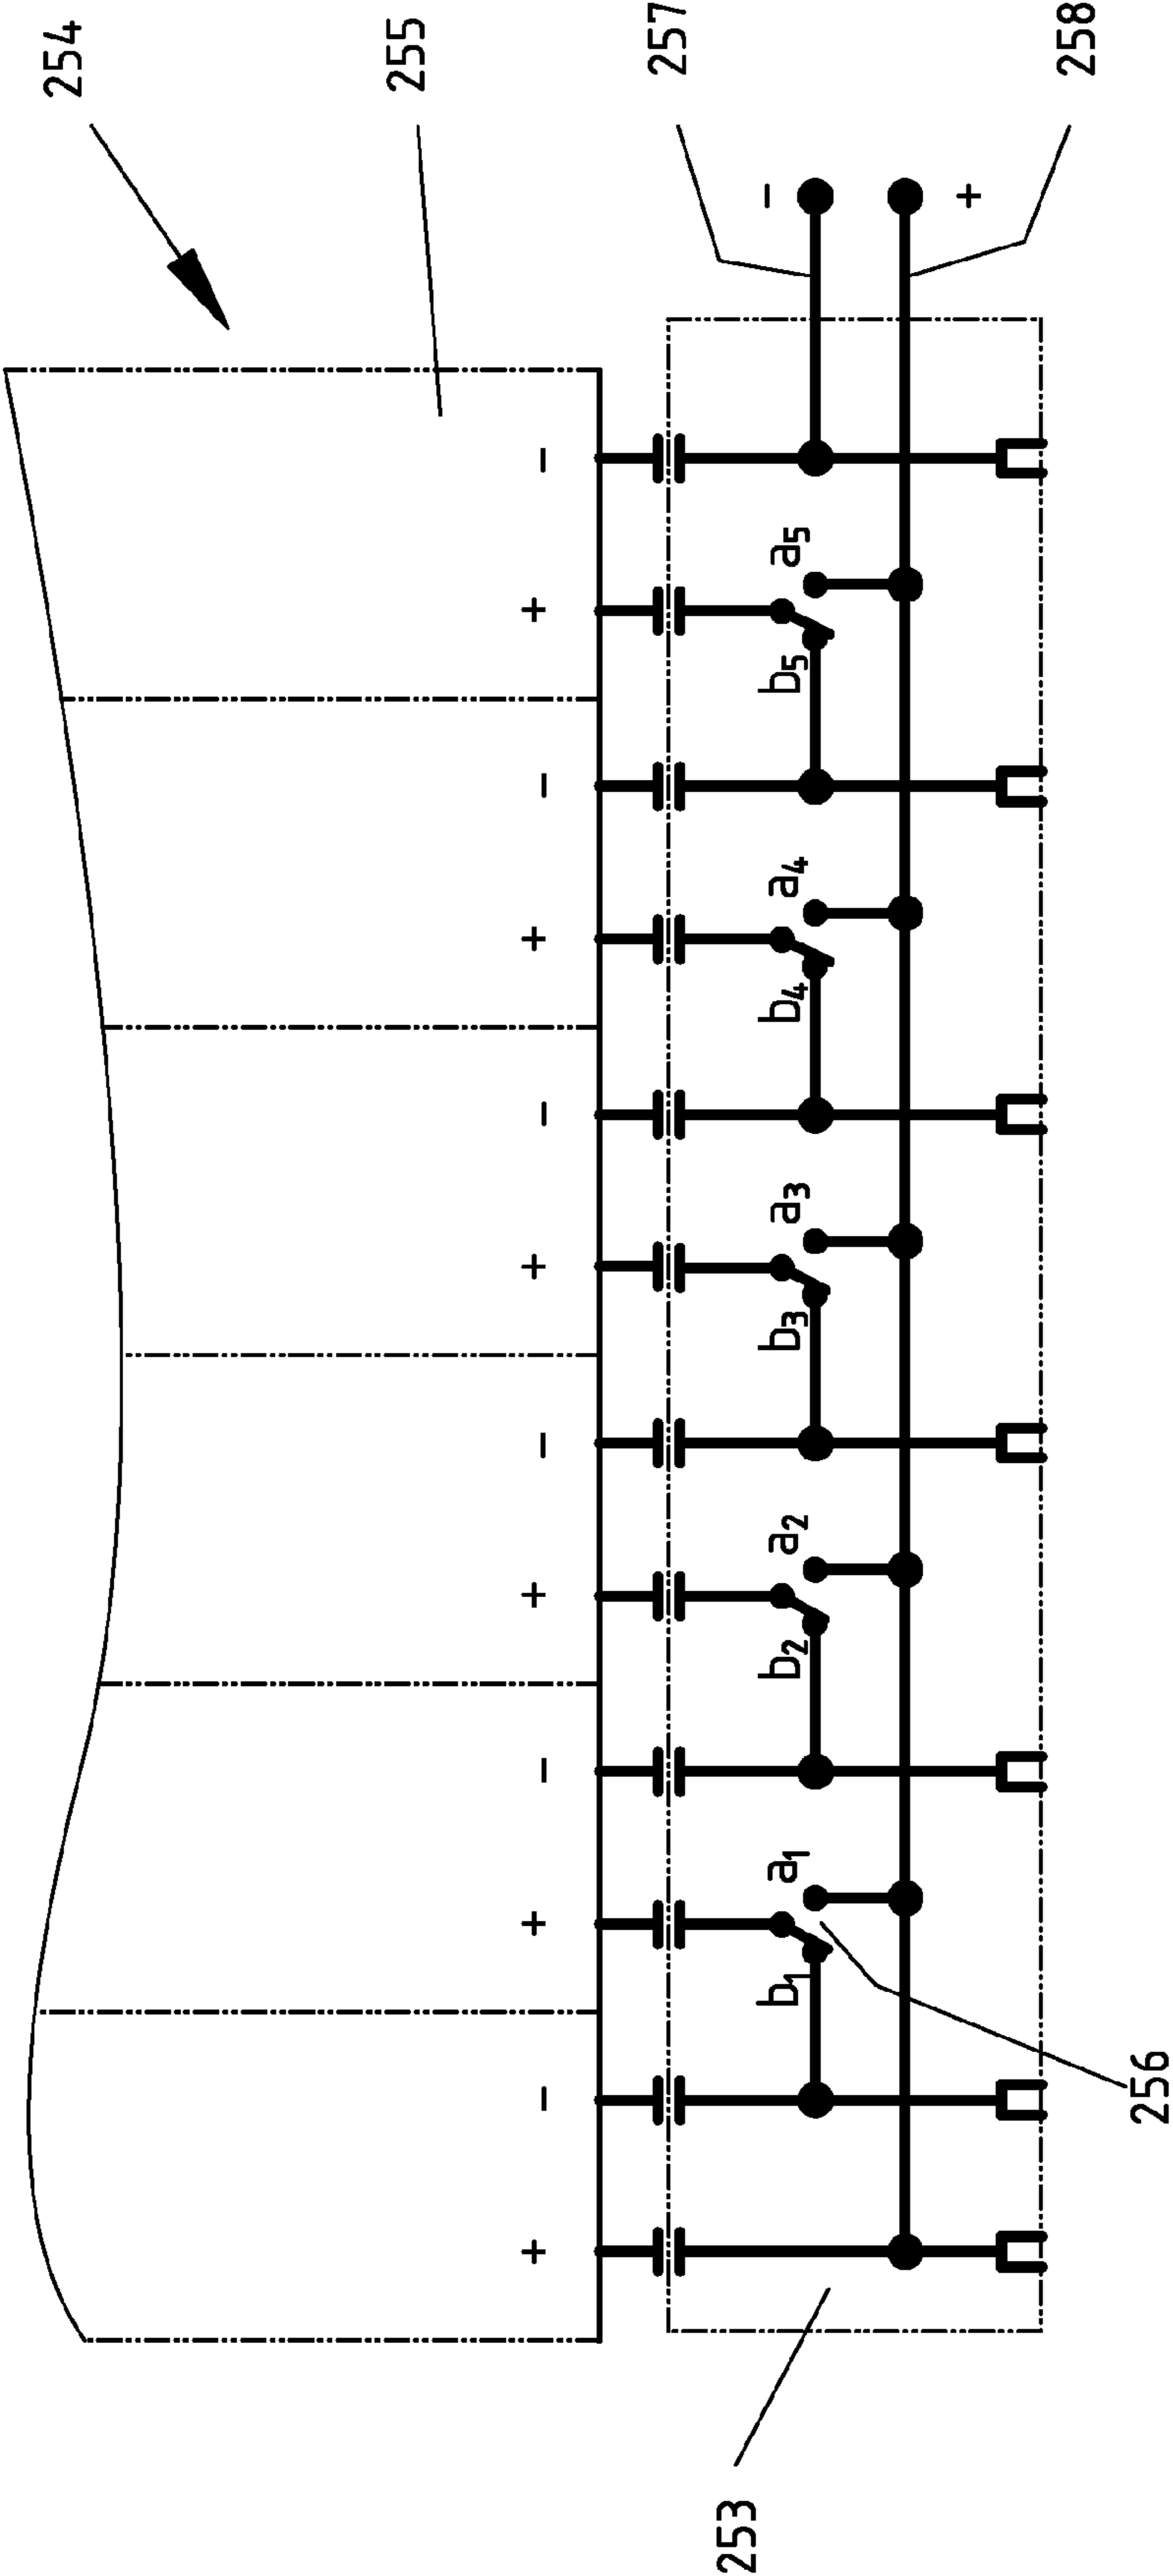 254
255
257
258
− +
− + − + − + − + − + − +
a5
b5
a4
b4
a3
b3
a2
b2
a1
b1
256
253